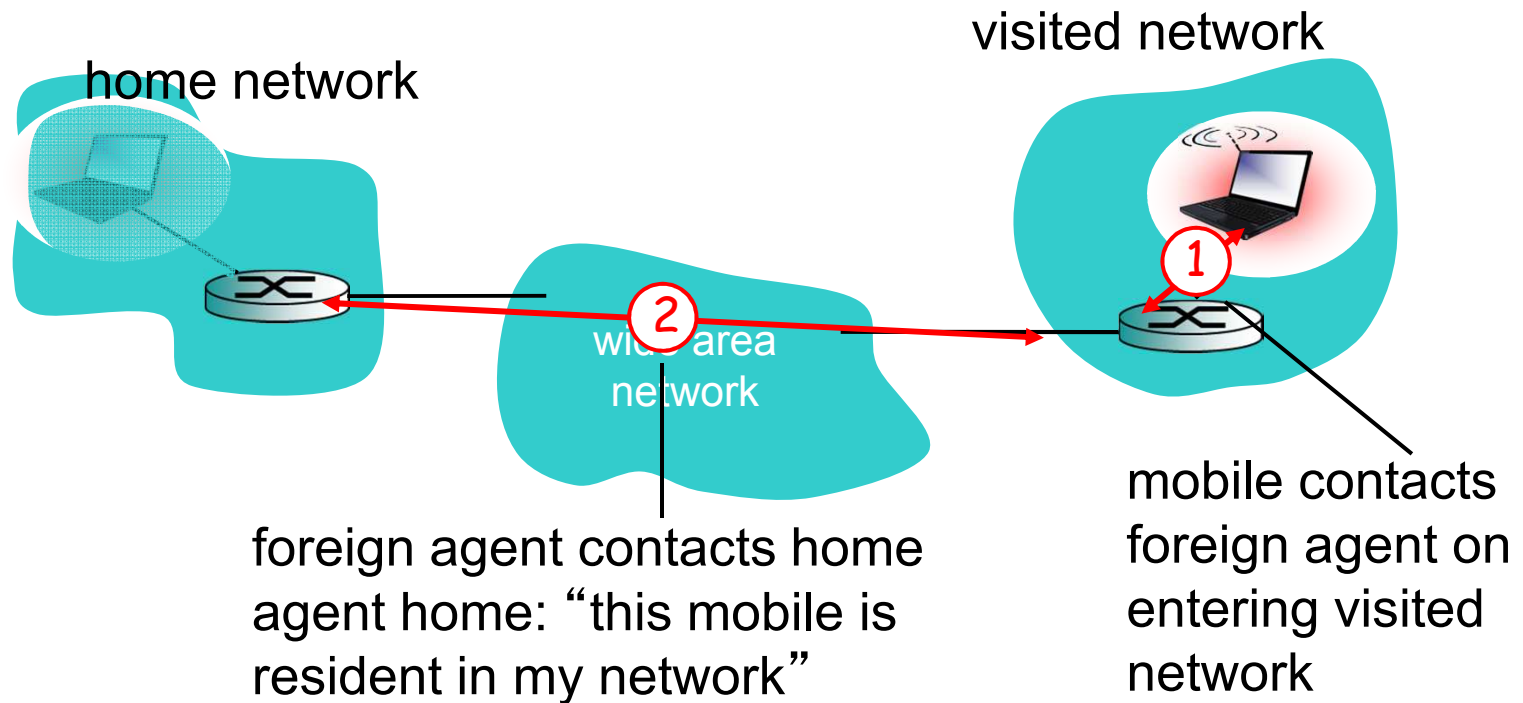 visited network
home network
1
2
wide area
network
foreign agent contacts home
agent home: “this mobile is
resident in my network”
mobile contacts
foreign agent on
entering visited
network